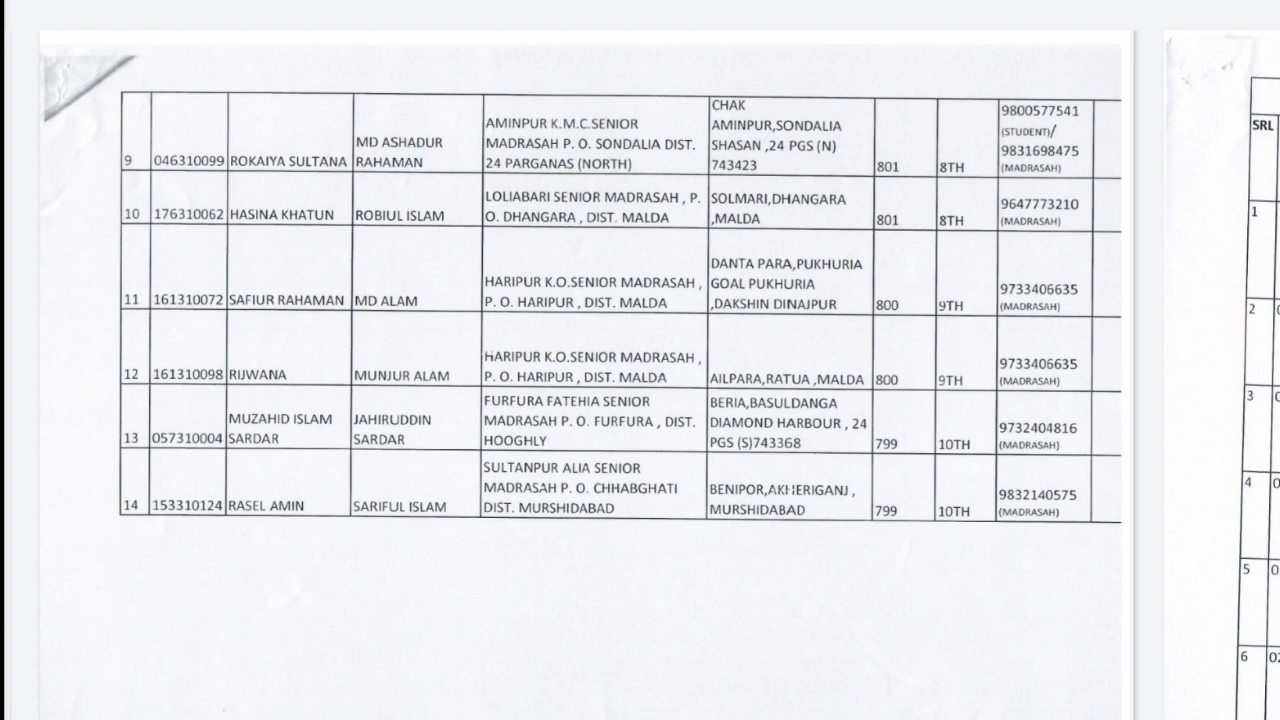 9 046310099 ROKAIYA SULTANA MD ASHADUR RAHAMAN AMINPUR K.M.C.SENIOR MADRASAH P. O. SONDALIA DIST. 24 PARGANAS (NORTH) CHAK AMINPUR,SONDALIA SHASAN ,24 PGS (N) 743423 801 8TH 9800577541 (STUDENT)/ 9831698475 (MADRASAH)
10 176310062 HASINA KHATUN ROBIUL ISLAM LOLIABARI SENIOR MADRASAH , P. O. DHANGARA , DIST. MALDA SOLMARI,DHANGARA ,MALDA 801 8TH 9647773210 (MADRASAH)
11 161310072 SAFIUR RAHAMAN MD ALAM HARIPUR K.O.SENIOR MADRASAH , P. O. HARIPUR , DIST. MALDA DANTA PARA,PUKHURIA GOAL PUKHURIA ,DAKSHIN DINAJPUR 800 9TH 9733406635 (MADRASAH)
12 161310098 RIJWANA MUNJUR ALAM HARIPUR K.O.SENIOR MADRASAH , P. O. HARIPUR , DIST. MALDA AILPARA,RATUA ,MALDA 800 9TH 9733406635 (MADRASAH)
13 057310004 MUZAHID ISLAM SARDAR JAHIRUDDIN SARDAR FURFURA FATEHIA SENIOR MADRASAH P. O. FURFURA , DIST. HOOGHLY BERIA,BASULDANGA DIAMOND HARBOUR , 24 PGS (S)743368 799 10TH 9732404816 (MADRASAH)
14 153310124 RASEL AMIN SARIFUL ISLAM SULTANPUR ALIA SENIOR MADRASAH P. O. CHHABGHATI DIST. MURSHIDABAD BENIPOR,AKHERIGANJ , MURSHIDABAD 799 10TH 9832140575 (MADRASAH)
SRL
1
2
3
4
5
6